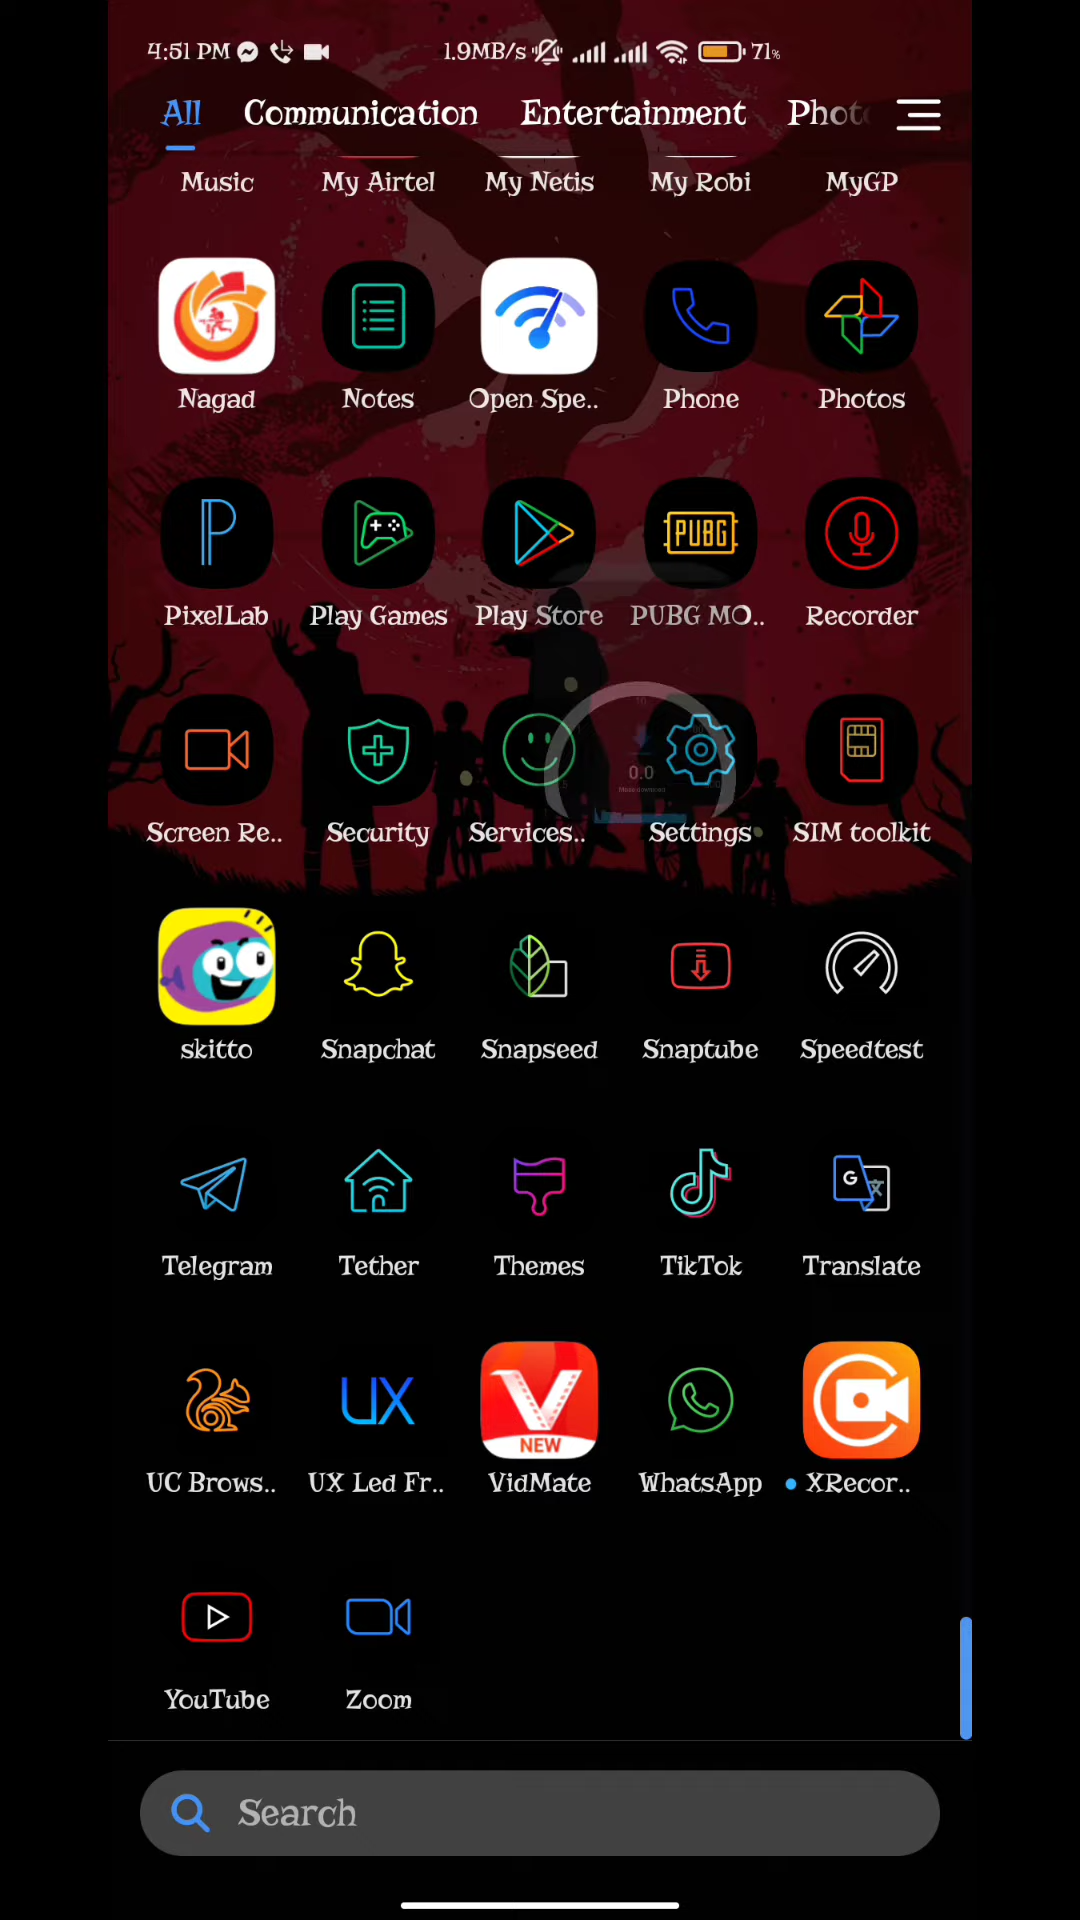 4:51 PM 1.9MB/s 71%
All Communication Entertainment Phot
Music My Airtel My Netis My Robi MyGP
Nagad Notes Open Spe.. Phone Photos
PUBG
PixelLab Play Games Play Store PUBG MO.. Recorder
0.0
Screen Re.. Security Services.. Settings SIM toolkit
skitto Snapchat Snapseed Snaptube Speedtest
G
Telegram Tether Themes TikTok Translate
UX V
NEW
UC Brows.. UX Led Fr.. VidMate WhatsApp XRecor..
YouTube Zoom
Search